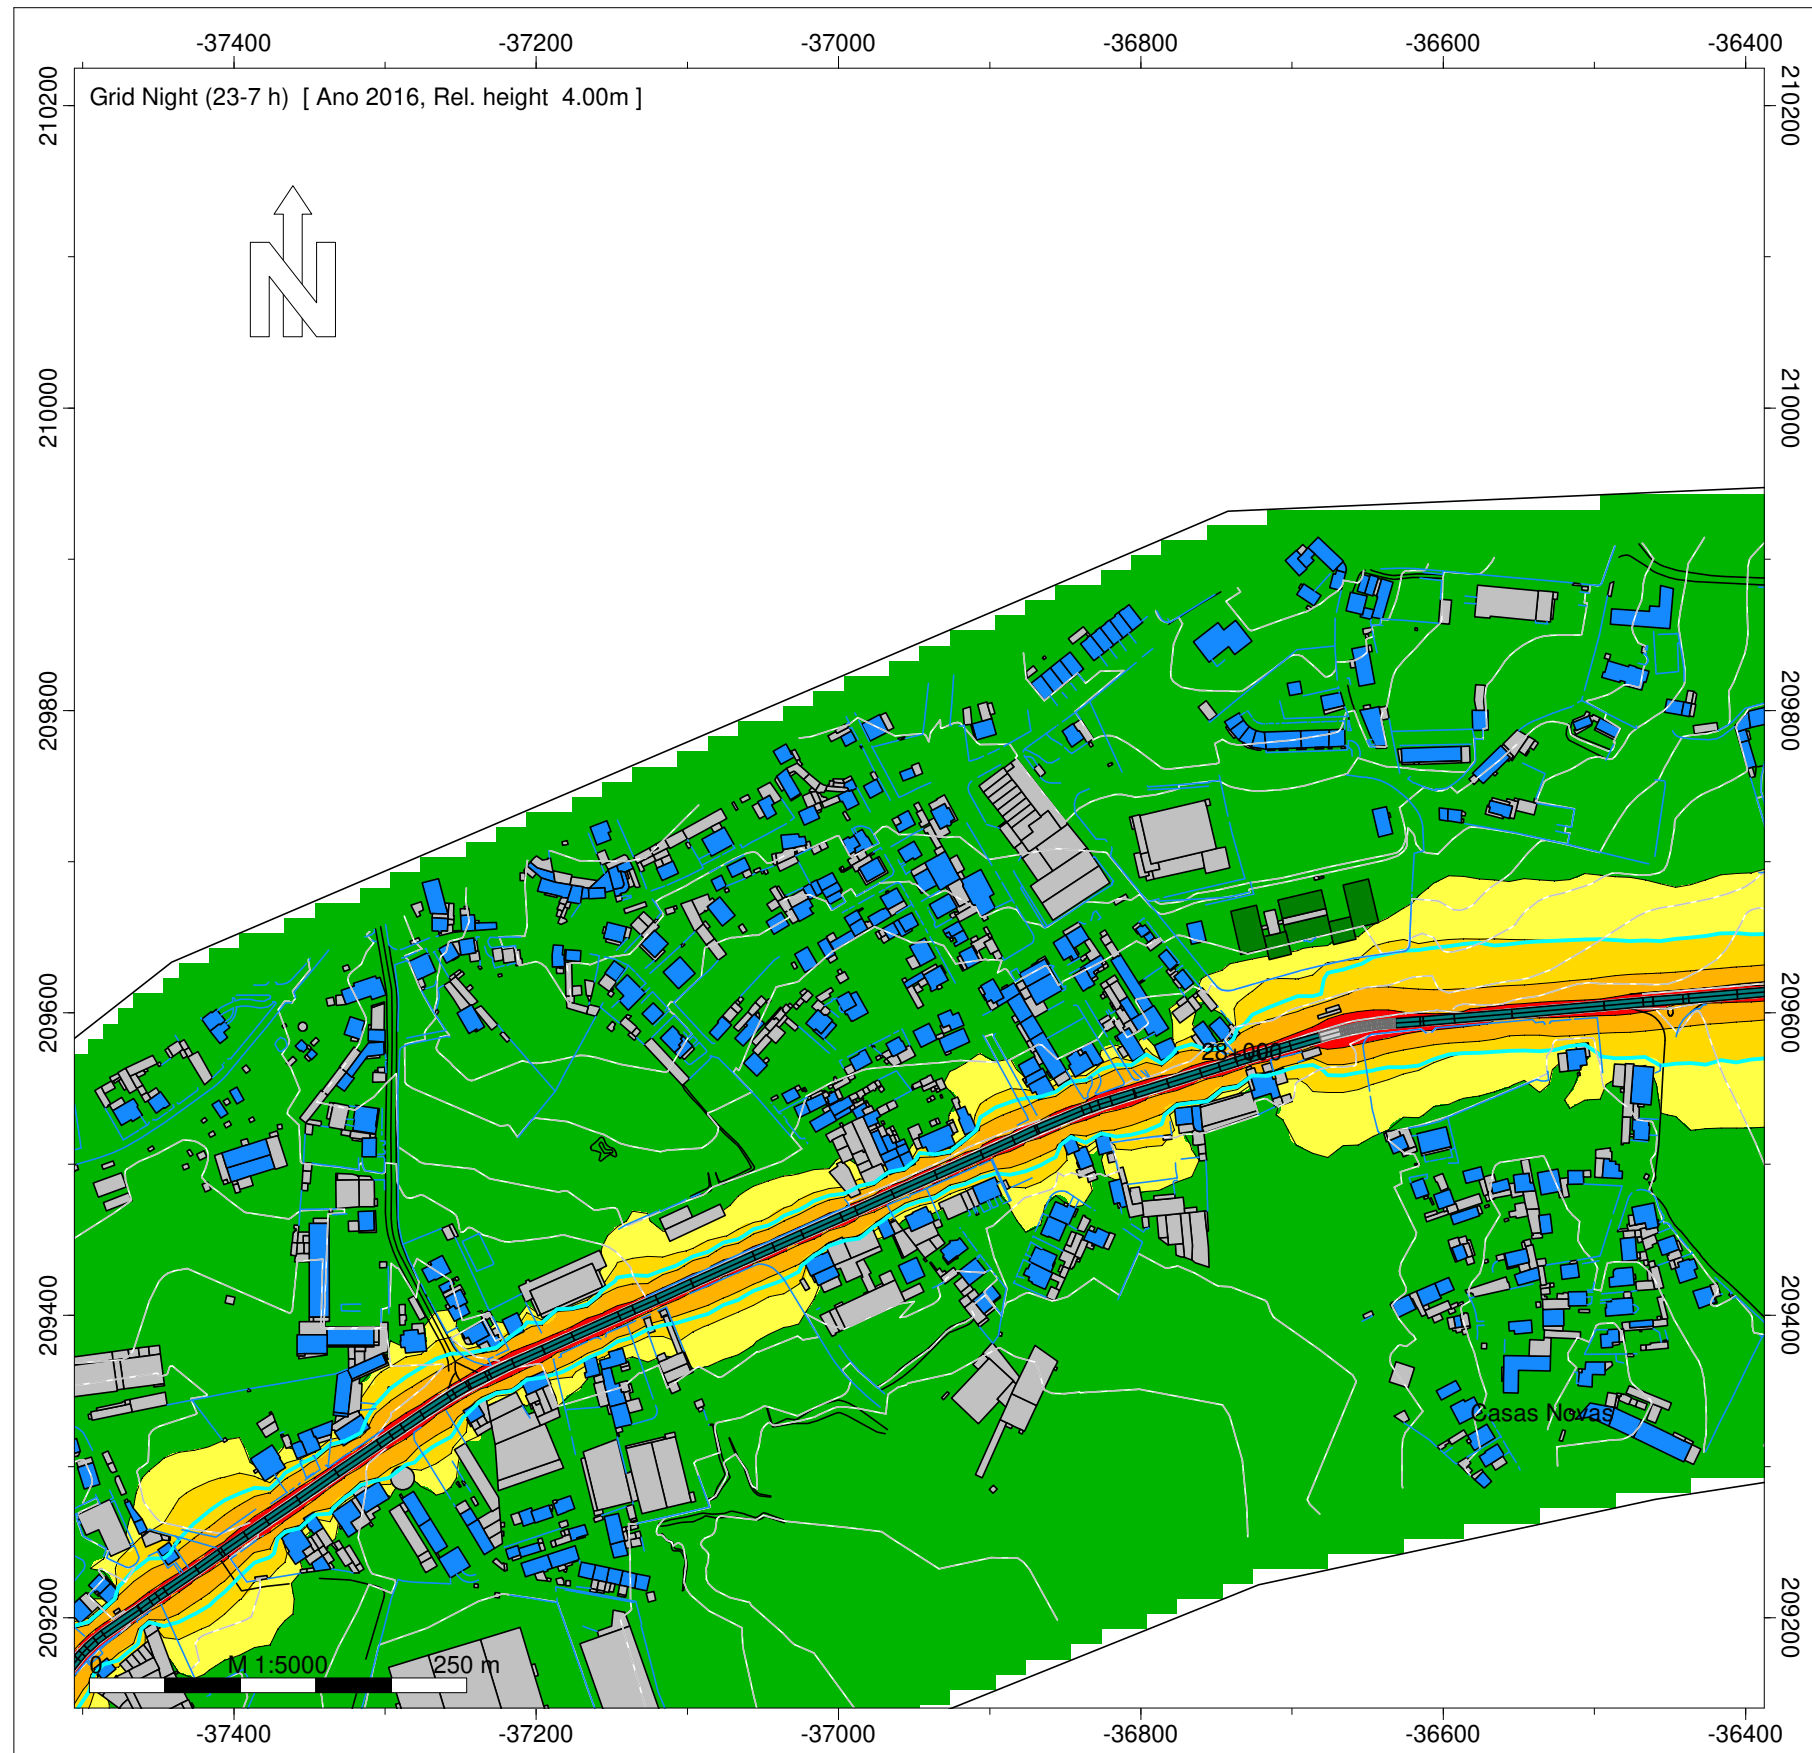 -37400 -37200 -37000 -36800 -36600 -36400
Grid Night (23-7 h) [ Ano 2016, Rel. height 4.00m ]
210200 210200
N
210000 210000
209800 209800
209600 209600
28+000
209400 209400
Casas Novas
209200 209200
0 M 1:5000 250 m
-37400 -37200 -37000 -36800 -36600 -36400